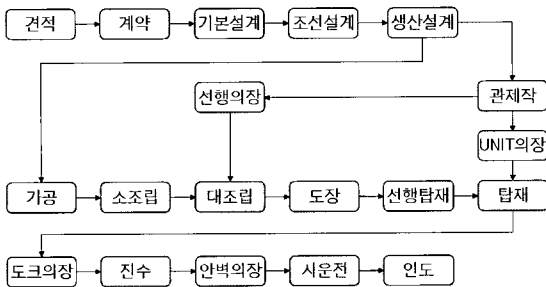 견적
계약
기본설계
조선설계
생산설계
선행의장
관제작
UNIT의장
가공
소조립
대조립
도장
선행탑재
탑재
도크의장
진수
안벽의장
시운전
인도